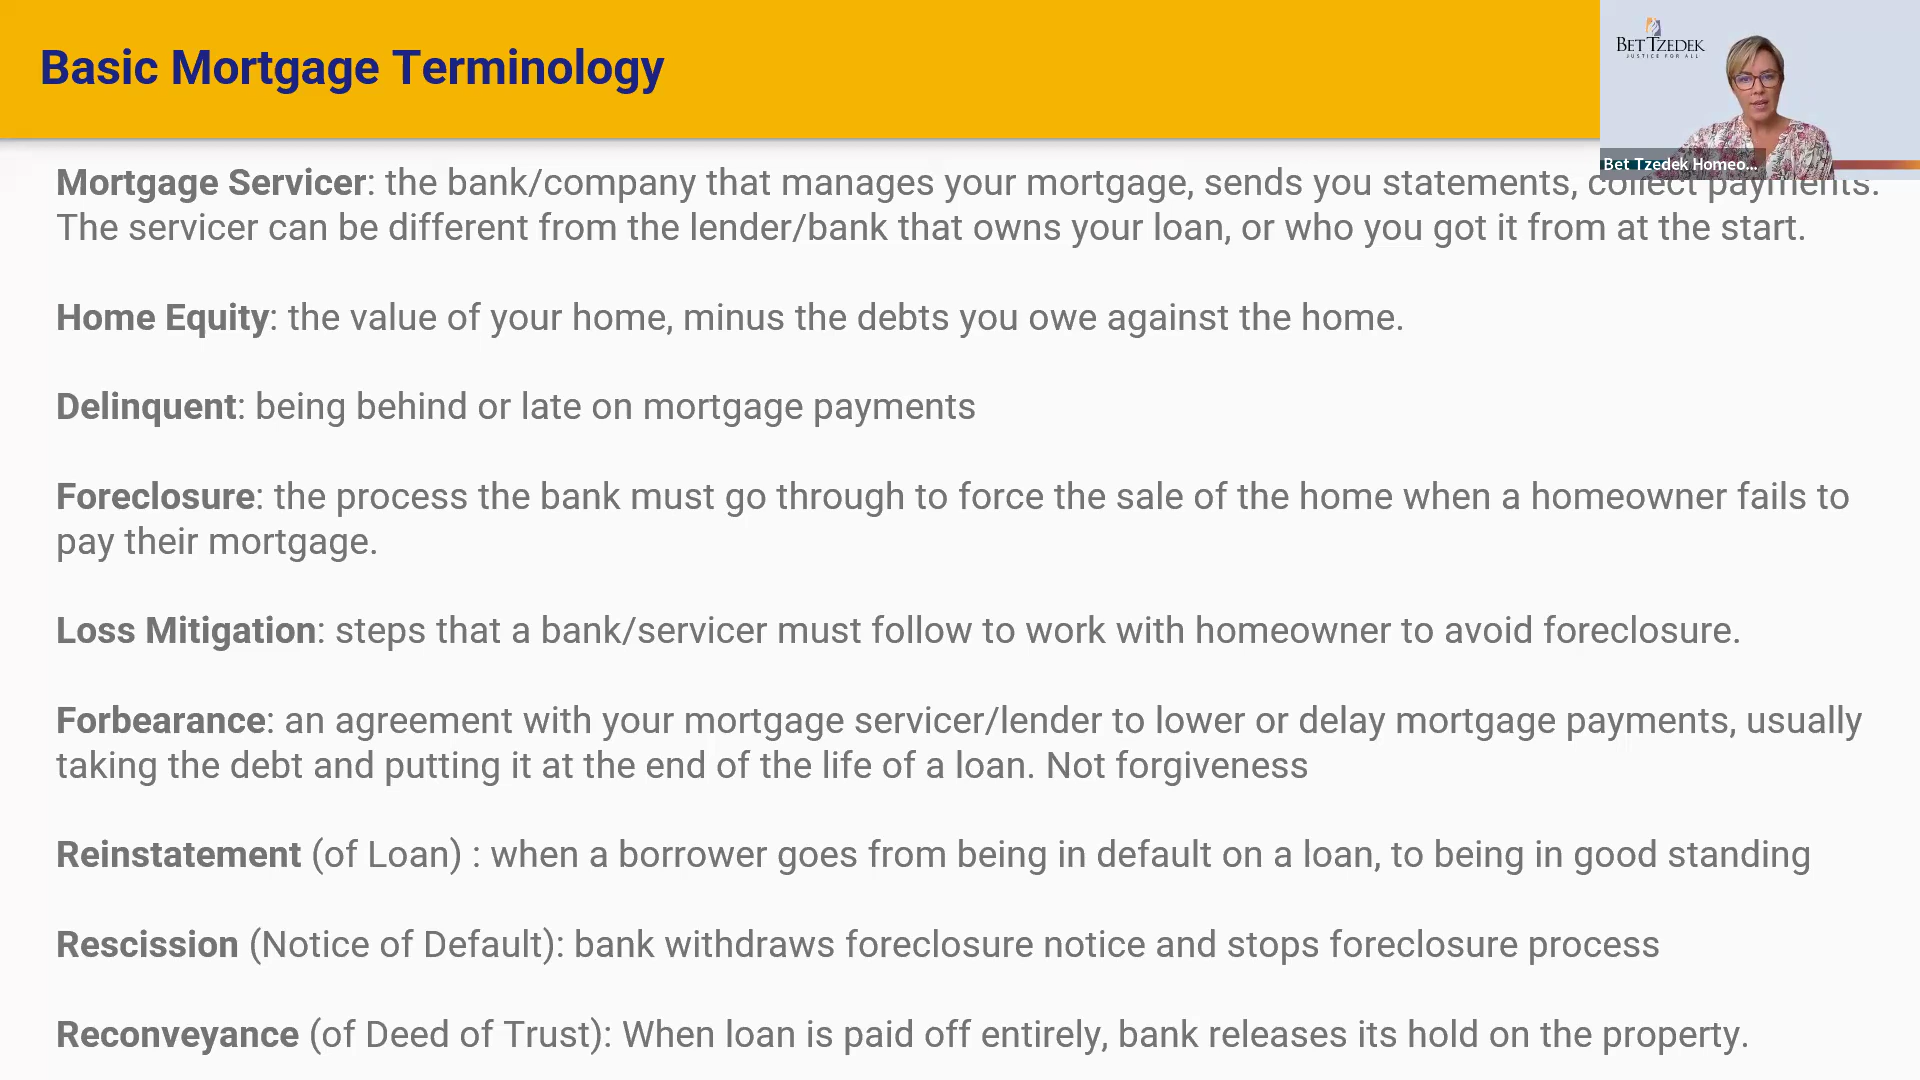 Basic Mortgage Terminology
BET TZEDEK
JUSTICE FOR ALL
Bet Tzedek Homeo...
Mortgage Servicer: the bank/company that manages your mortgage, sends you statements, collect payments.
The servicer can be different from the lender/bank that owns your loan, or who you got it from at the start.
Home Equity: the value of your home, minus the debts you owe against the home.
Delinquent: being behind or late on mortgage payments
Foreclosure: the process the bank must go through to force the sale of the home when a homeowner fails to
pay their mortgage.
Loss Mitigation: steps that a bank/servicer must follow to work with homeowner to avoid foreclosure.
Forbearance: an agreement with your mortgage servicer/lender to lower or delay mortgage payments, usually
taking the debt and putting it at the end of the life of a loan. Not forgiveness
Reinstatement (of Loan) : when a borrower goes from being in default on a loan, to being in good standing
Rescission (Notice of Default): bank withdraws foreclosure notice and stops foreclosure process
Reconveyance (of Deed of Trust): When loan is paid off entirely, bank releases its hold on the property.